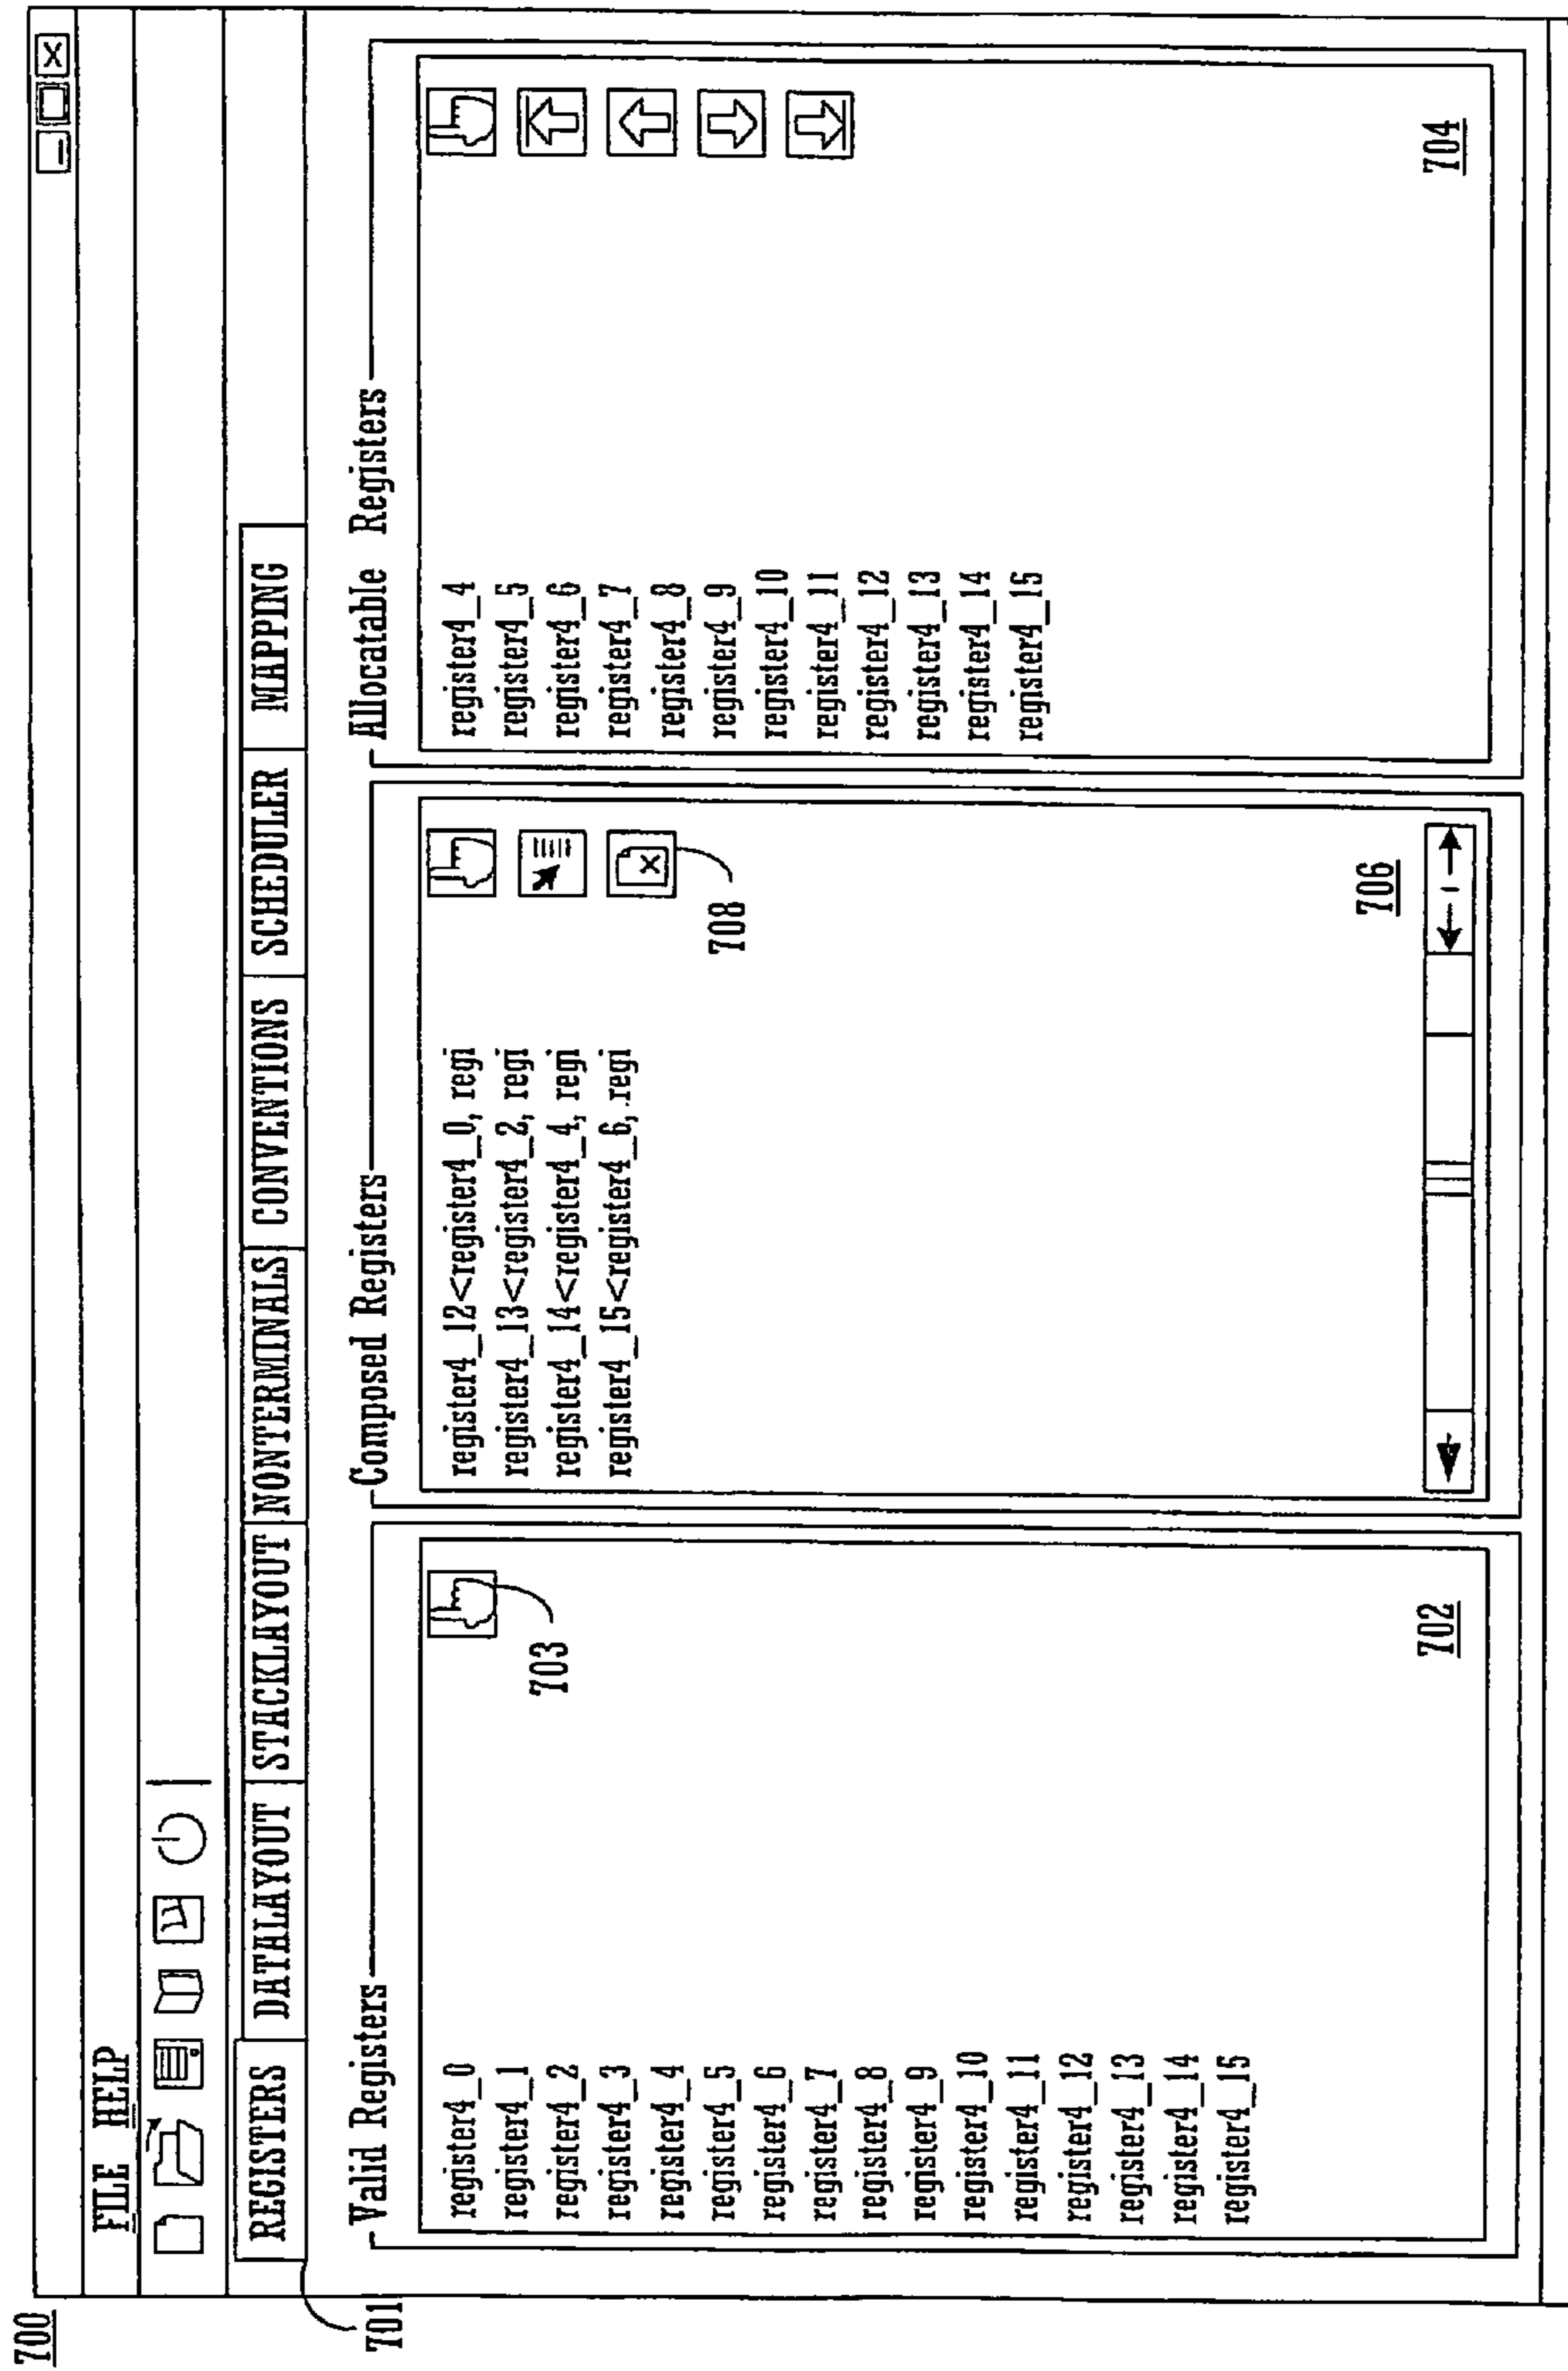 700
FILE HELP
701
REGISTERS DATALAYOUT STACKLAYOUT NONTERMINALS CONVENTIONS SCHEDULER MAPPING
Valid Registers
register4_0
register4_1
register4_2
register4_3
register4_4
register4_5
register4_6
register4_7
register4_8
register4_9
register4_10
register4_11
register4_12
register4_13
register4_14
register4_15
703
702
Composed Registers
register4_12<register4_0, regi
register4_13<register4_2, regi
register4_14<register4_4, regi
register4_15<register4_6, regi
708
706
Allocatable Registers
register4_4
register4_5
register4_6
register4_7
register4_8
register4_9
register4_10
register4_11
register4_12
register4_13
register4_14
register4_15
704